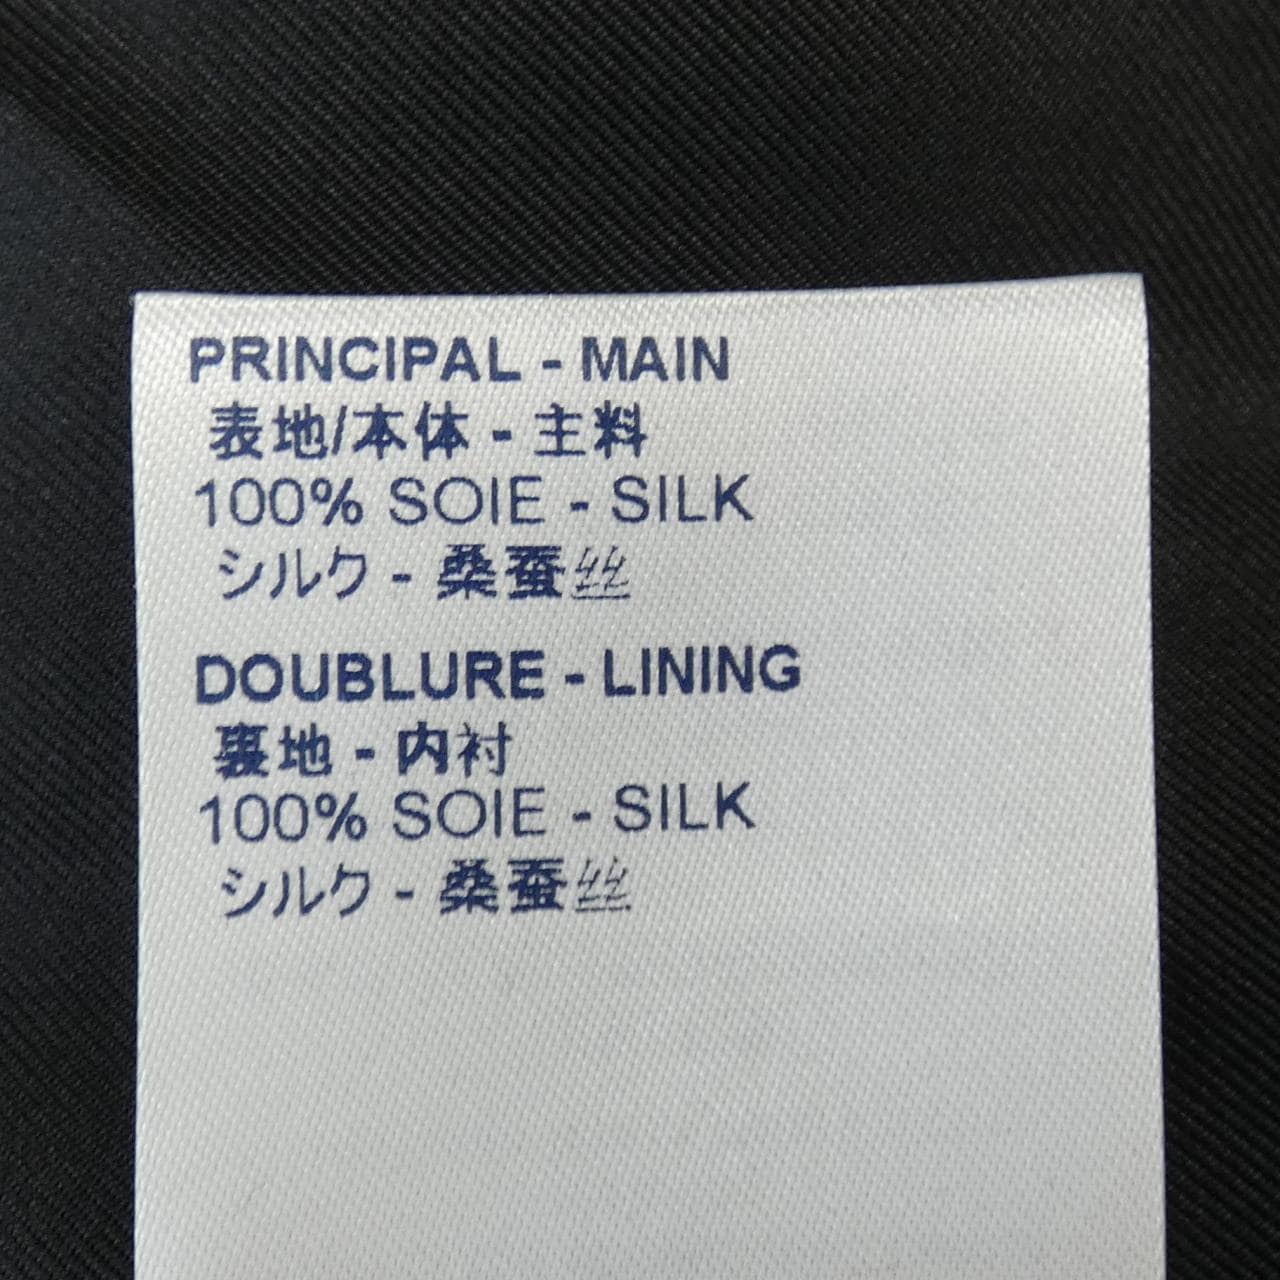 PRINCIPAL - MAIN
表地/本体 - 主料
100% SOIE - SILK
シルク - 桑蚕丝
DOUBLURE - LINING
裏地 - 内衬
100% SOIE - SILK
シルク - 桑蚕丝